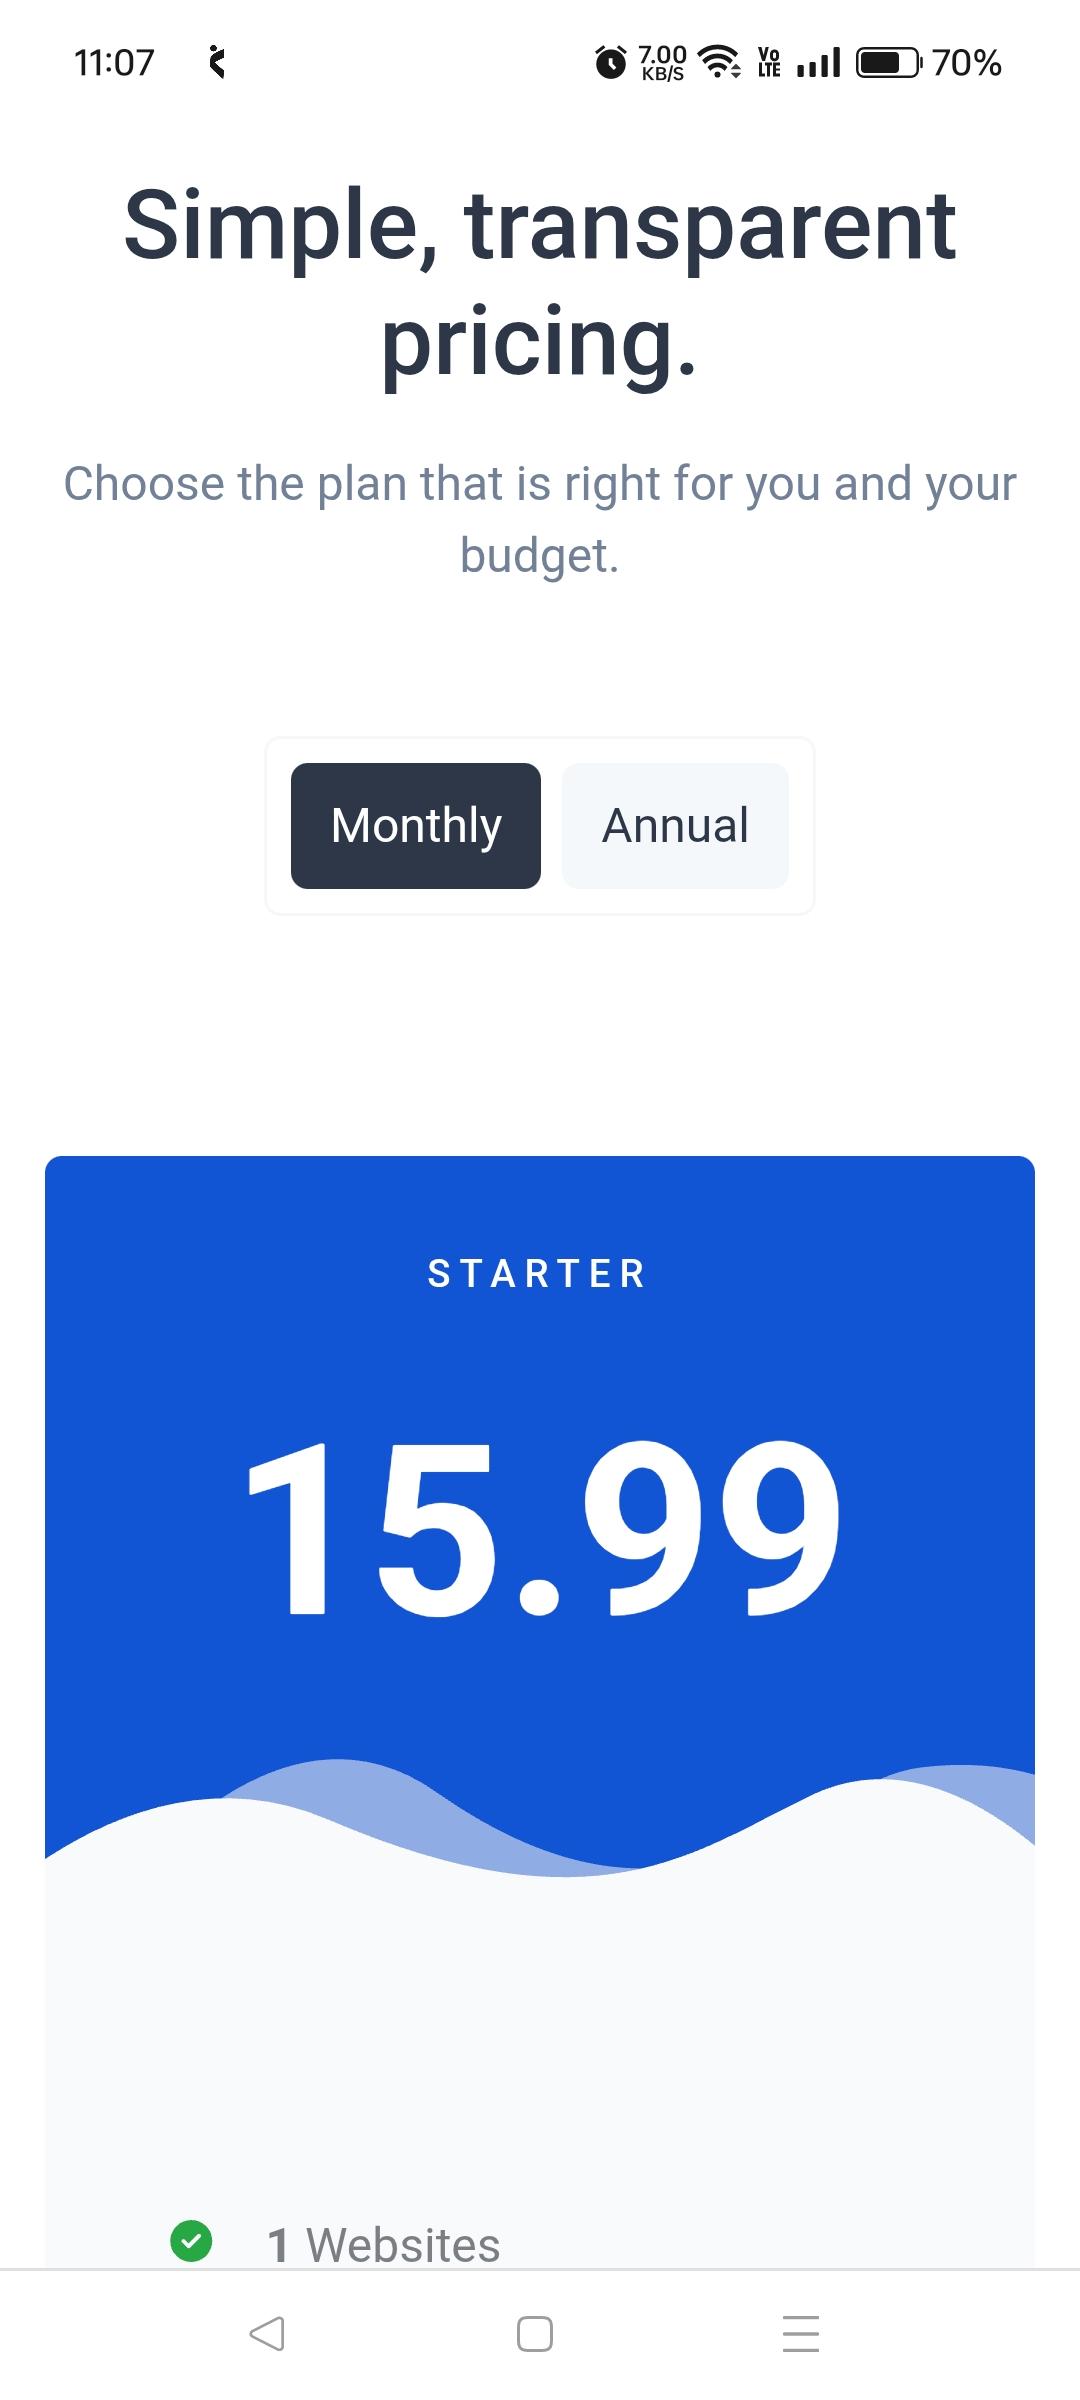 11:07
7.00
KB/S
Vo
LTE
70%
Simple, transparent
pricing.
Choose the plan that is right for you and your
budget.
Monthly
Annual
STARTER
15.99
1 Websites